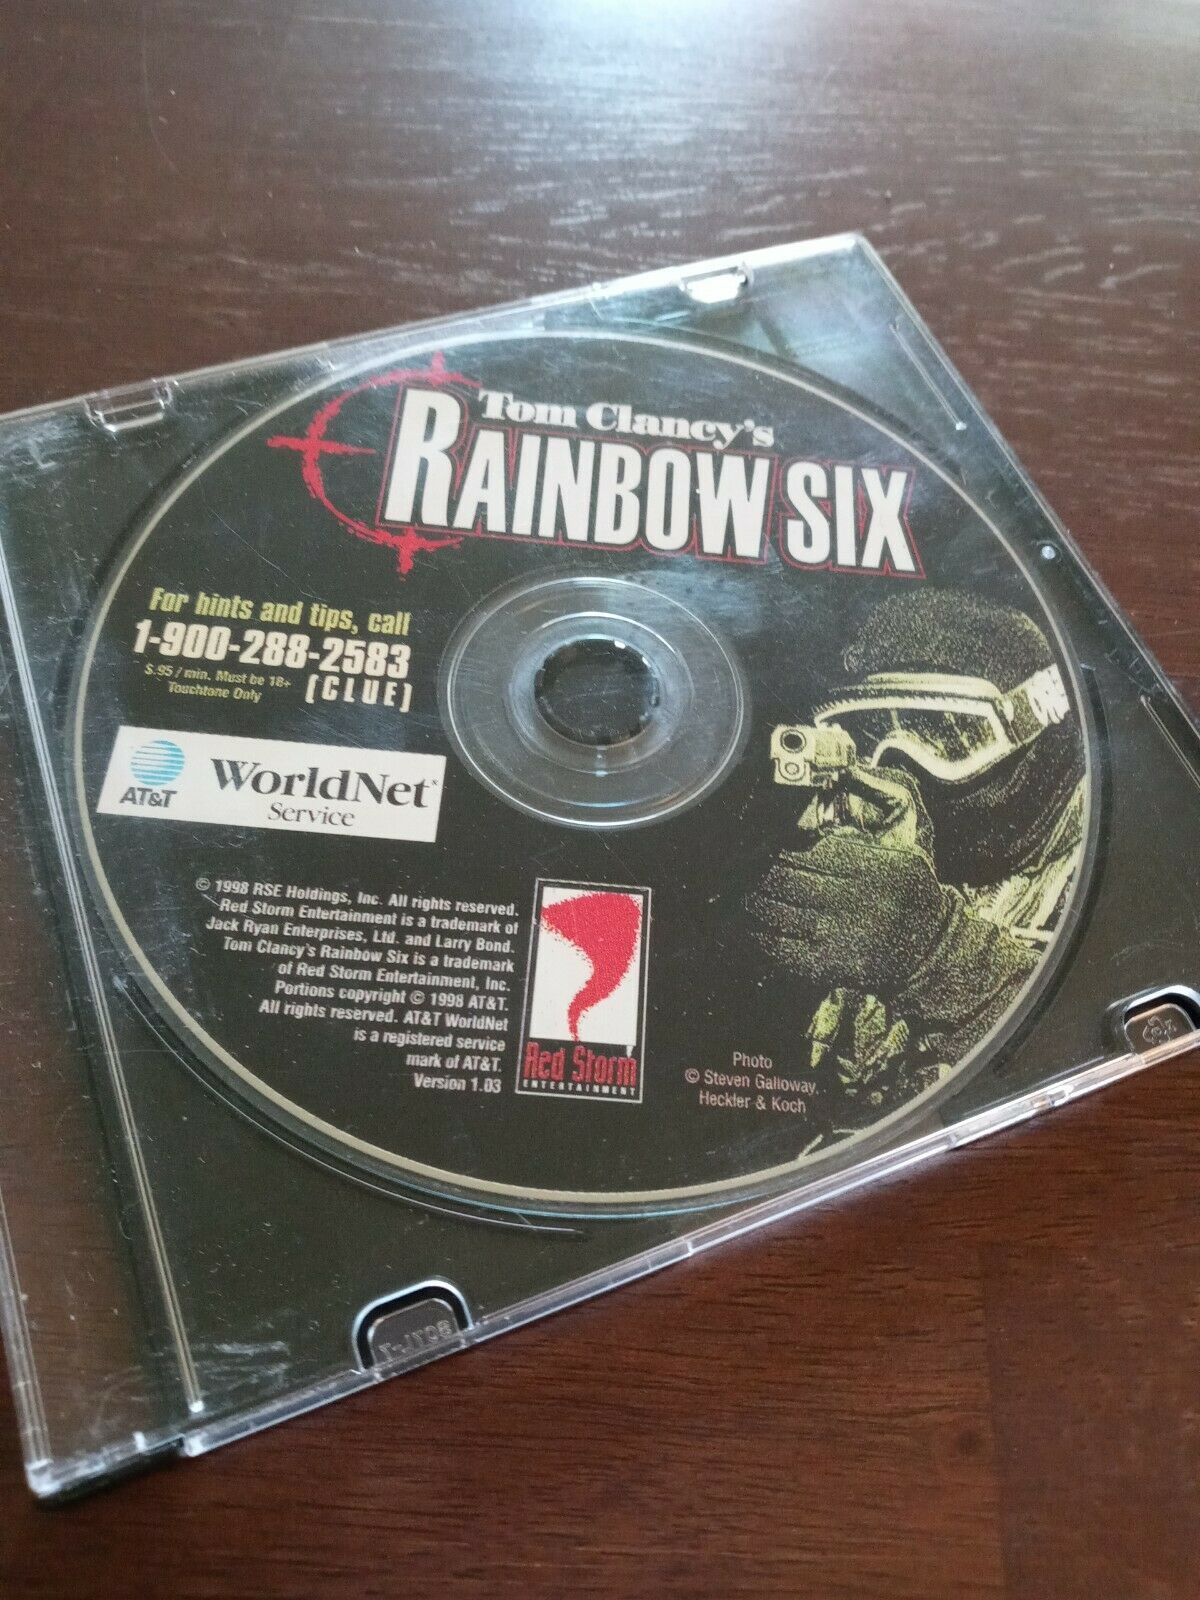 Tom Clancy's
RAINBOW SIX
For hints and tips, call
1-900-288-2583
$.95 / min. Must be 18+
[CLUE]
Touchtone Only
AT&T
WorldNet
Service
© 1998 RSE Holdings, Inc. All rights reserved.
Red Storm Entertainment is a trademark of
Jack Ryan Enterprises, Ltd. and Larry Bond.
Tom Clancy's Rainbow Six is a trademark
of Red Storm Entertainment, Inc.
Portions copyright © 1998 AT&T.
All rights reserved. AT&T WorldNet
is a registered service
mark of AT&T.
Version 1.03
Red Storm
ENTERTAINMENT
Photo
© Steven Galloway,
Heckler & Koch